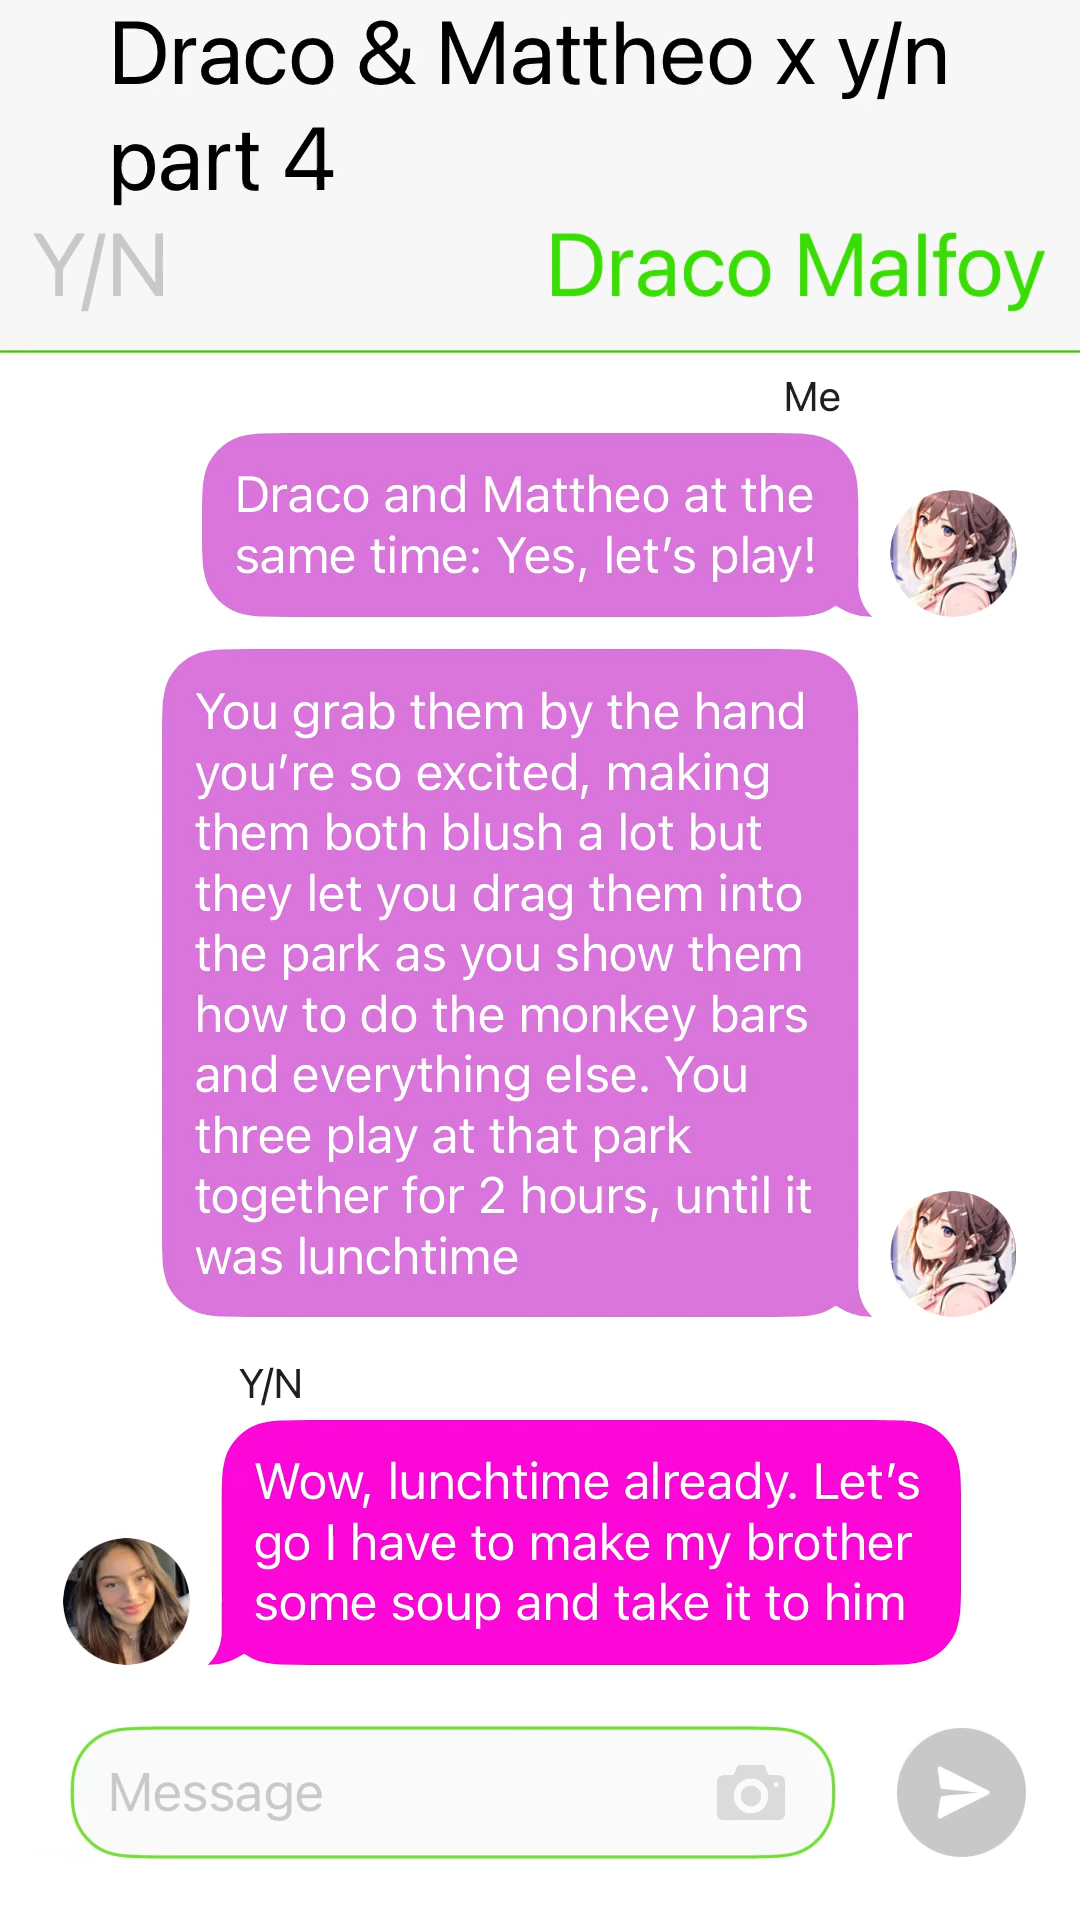 Draco & Mattheo x y/n
part 4
Y/N
Draco Malfoy
Me
Draco and Mattheo at the
same time: Yes, let’s play!
You grab them by the hand
you’re so excited, making
them both blush a lot but
they let you drag them into
the park as you show them
how to do the monkey bars
and everything else. You
three play at that park
together for 2 hours, until it
was lunchtime
Y/N
Wow, lunchtime already. Let’s
go I have to make my brother
some soup and take it to him
Message